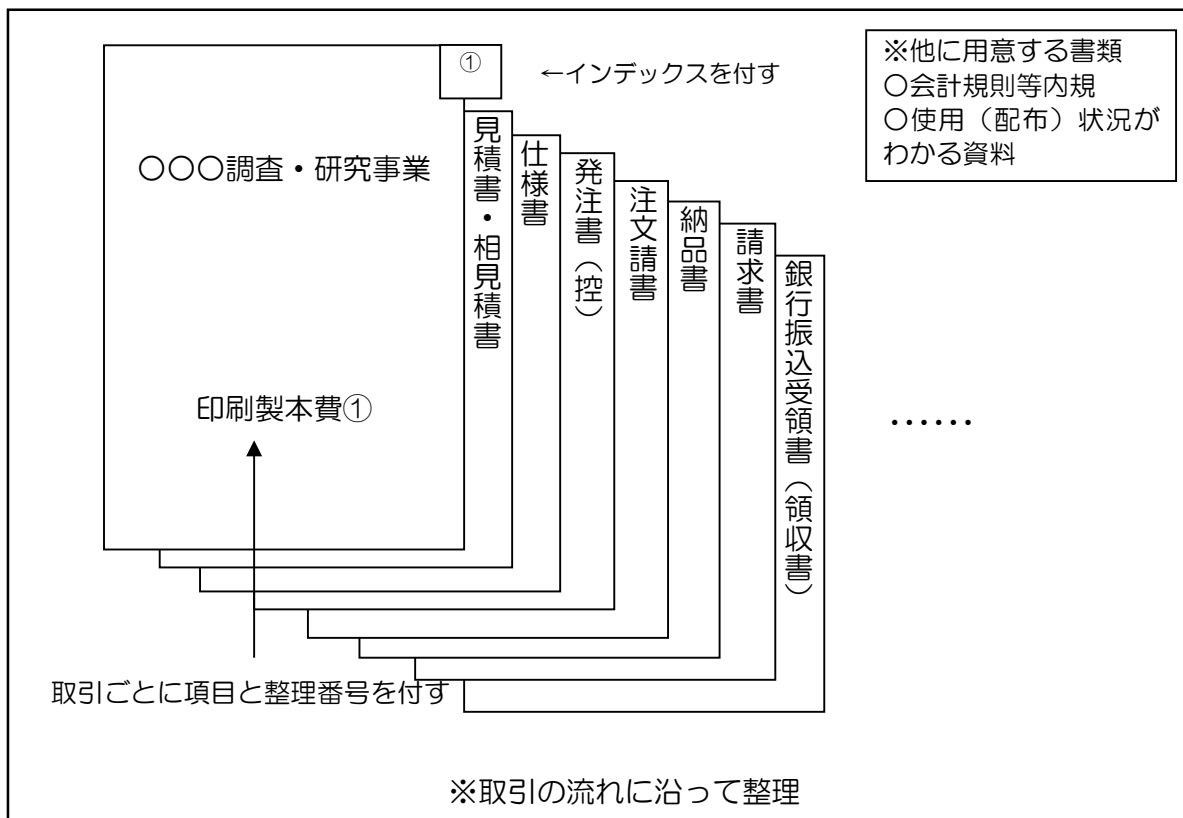 ①
←インデックスを付す
※他に用意する書類
〇会計規則等内規
〇使用（配布）状況が
わかる資料
〇〇〇調査・研究事業
印刷製本費①
見積書・相見積書
仕様書
発注書（控）
注文請書
納品書
請求書
銀行振込受領書（領収書）
……
取引ごとに項目と整理番号を付す
※取引の流れに沿って整理